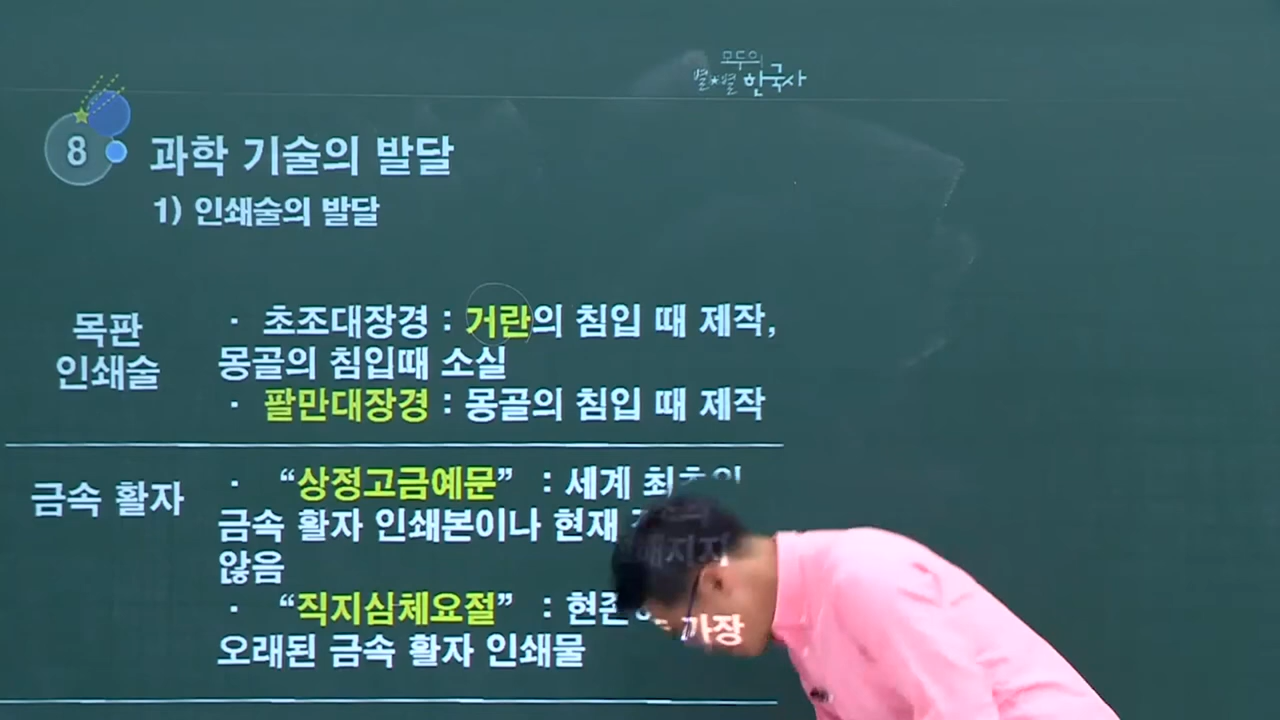 모두의
별★별 한국사
8 과학 기술의 발달
1) 인쇄술의 발달
목판
인쇄술
· 초조대장경 : 거란의 침입 때 제작,
몽골의 침입때 소실
· 팔만대장경 : 몽골의 침입 때 제작
금속 활자
· “상정고금예문” : 세계 최초의
금속 활자 인쇄본이나 현재
않음
· “직지심체요절” : 현존 가장
오래된 금속 활자 인쇄물